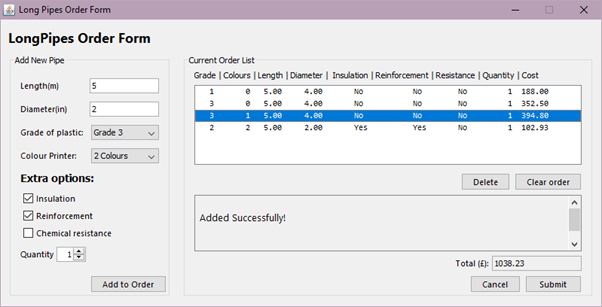 Long Pipes Order Form
LongPipes Order Form
Add New Pipe
Length(m) 5
Diameter(in) 2
Grade of plastic: Grade 3
Colour Printer: 2 Colours
Extra options:
Insulation
Reinforcement
Chemical resistance
Quantity 1
Add to Order
Current Order List
Grade | Colours | Length | Diameter | Insulation | Reinforcement | Resistance | Quantity | Cost
1 0 5.00 4.00 No No No 1 188.00
3 0 5.00 4.00 No No No 1 352.50
3 1 5.00 4.00 No No No 1 394.80
2 2 5.00 2.00 Yes Yes No 1 102.93
Delete Clear order
Added Successfully!
Total (£): 1038.23
Cancel Submit